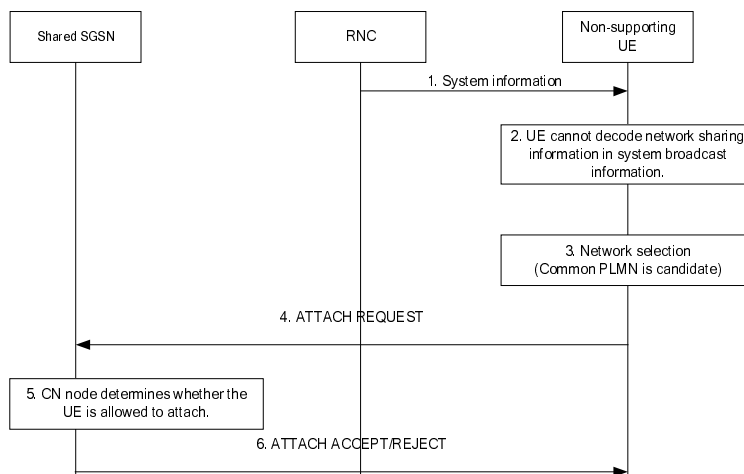 Shared SGSN
RNC
Non-supporting
UE
1. System information
2. UE cannot decode network sharing
information in system broadcast
information.
3. Network selection
(Common PLMN is candidate)
4. ATTACH REQUEST
5. CN node determines whether the
UE is allowed to attach.
6. ATTACH ACCEPT/REJECT